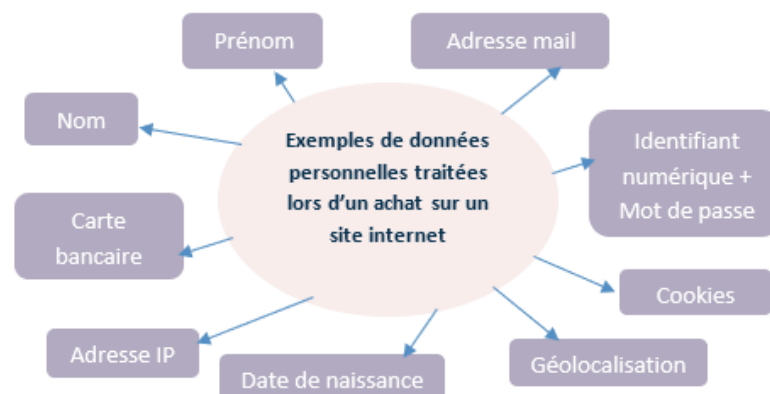 Prénom
Adresse mail
Nom
Exemples de données
personnelles traitées
lors d'un achat sur un
site internet
Identifiant
numérique +
Mot de passe
Carte
bancaire
Cookies
Adresse IP
Géolocalisation
Date de naissance